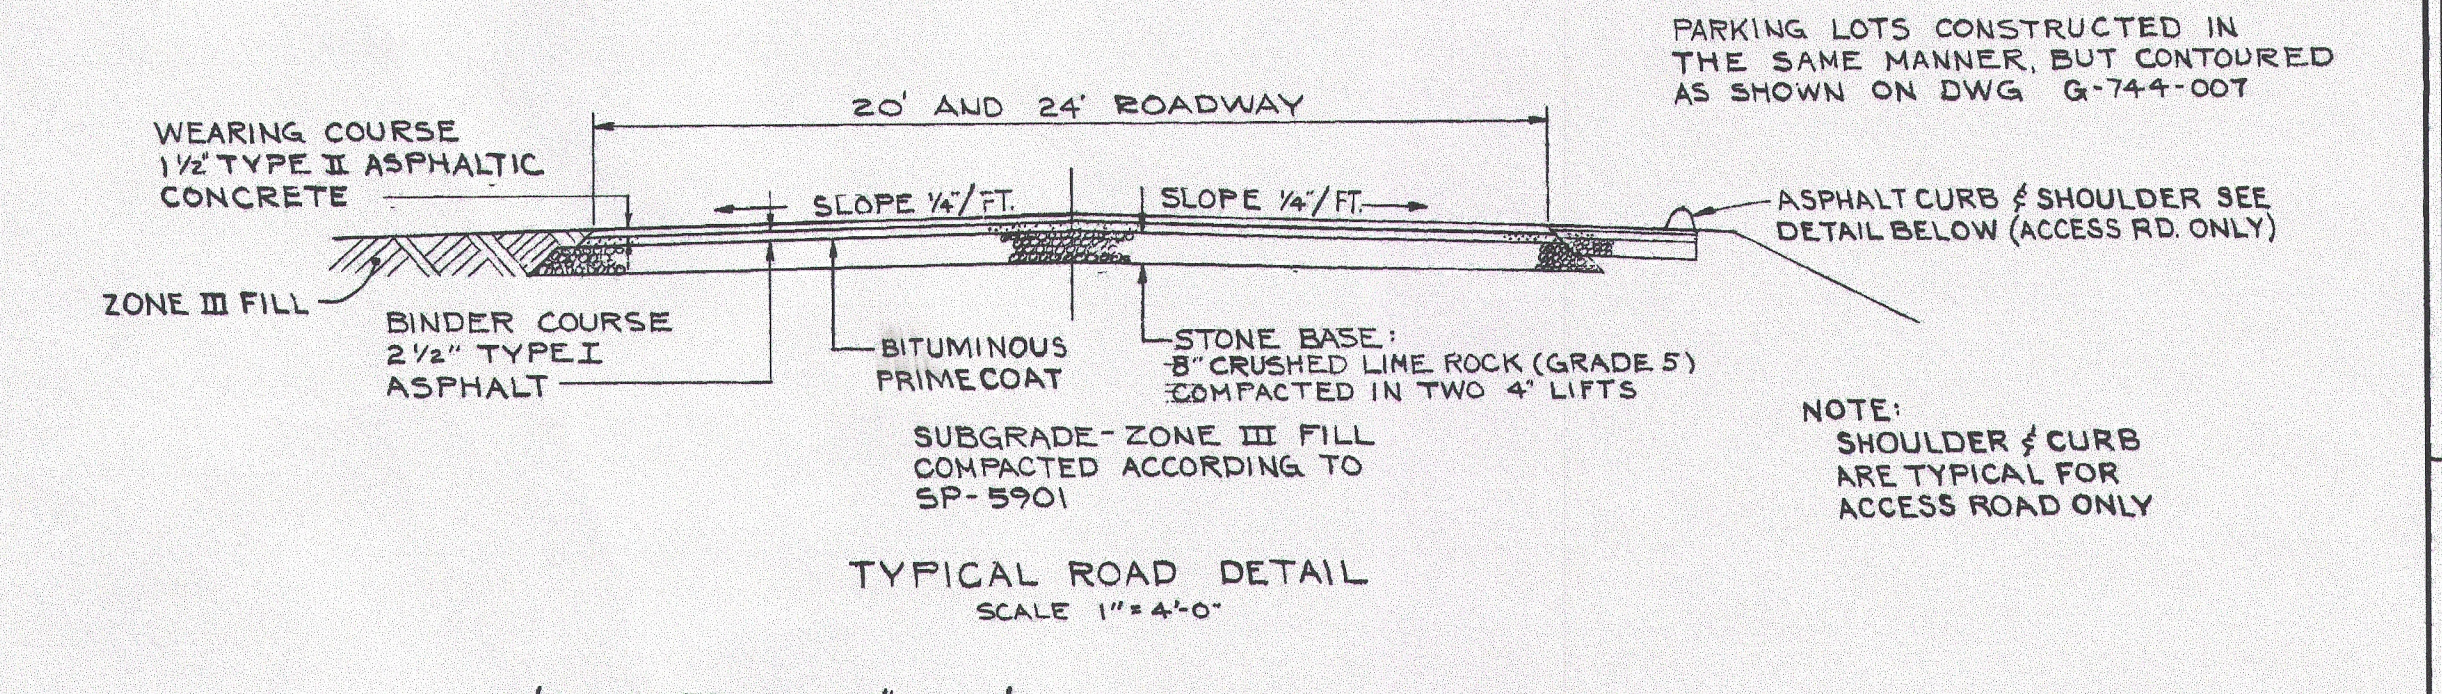 PARKING LOTS CONSTRUCTED IN
THE SAME MANNER, BUT CONTOURED
AS SHOWN ON DWG G-744-007
20' AND 24' ROADWAY
WEARING COURSE
1 1/2" TYPE II ASPHALTIC
CONCRETE
SLOPE 1/4"/FT.
SLOPE 1/4"/FT.
ASPHALT CURB & SHOULDER SEE
DETAIL BELOW (ACCESS RD. ONLY)
ZONE III FILL
BINDER COURSE
2 1/2" TYPE I
ASPHALT
BITUMINOUS
PRIMECOAT
STONE BASE:
8" CRUSHED LIME ROCK (GRADE 5)
COMPACTED IN TWO 4" LIFTS
SUBGRADE - ZONE III FILL
COMPACTED ACCORDING TO
SP-5901
NOTE:
SHOULDER & CURB
ARE TYPICAL FOR
ACCESS ROAD ONLY
TYPICAL ROAD DETAIL
SCALE 1" = 4'-0"